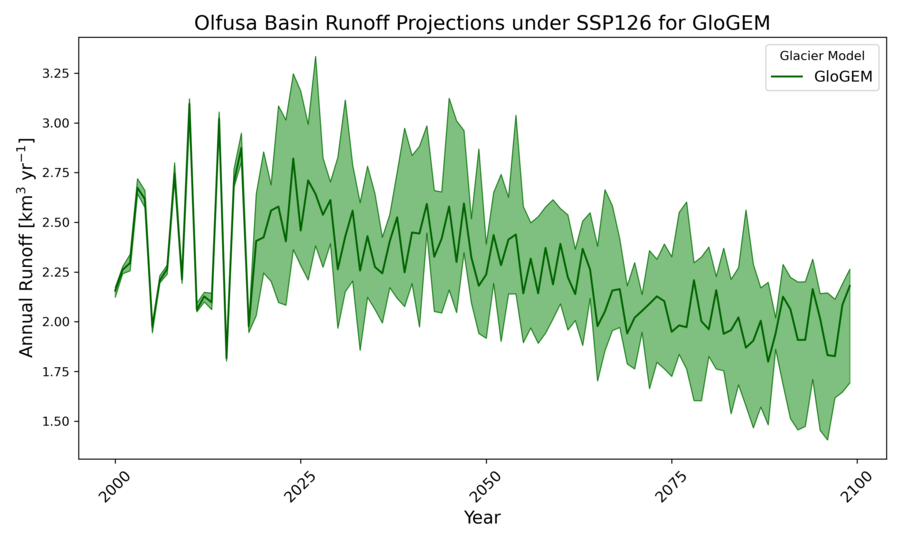 Olfusa Basin Runoff Projections under SSP126 for GloGEM
Glacier Model
GloGEM
Annual Runoff [km³ yr⁻¹]
3.25
3.00
2.75
2.50
2.25
2.00
1.75
1.50
2000
2025
2050
2075
2100
Year